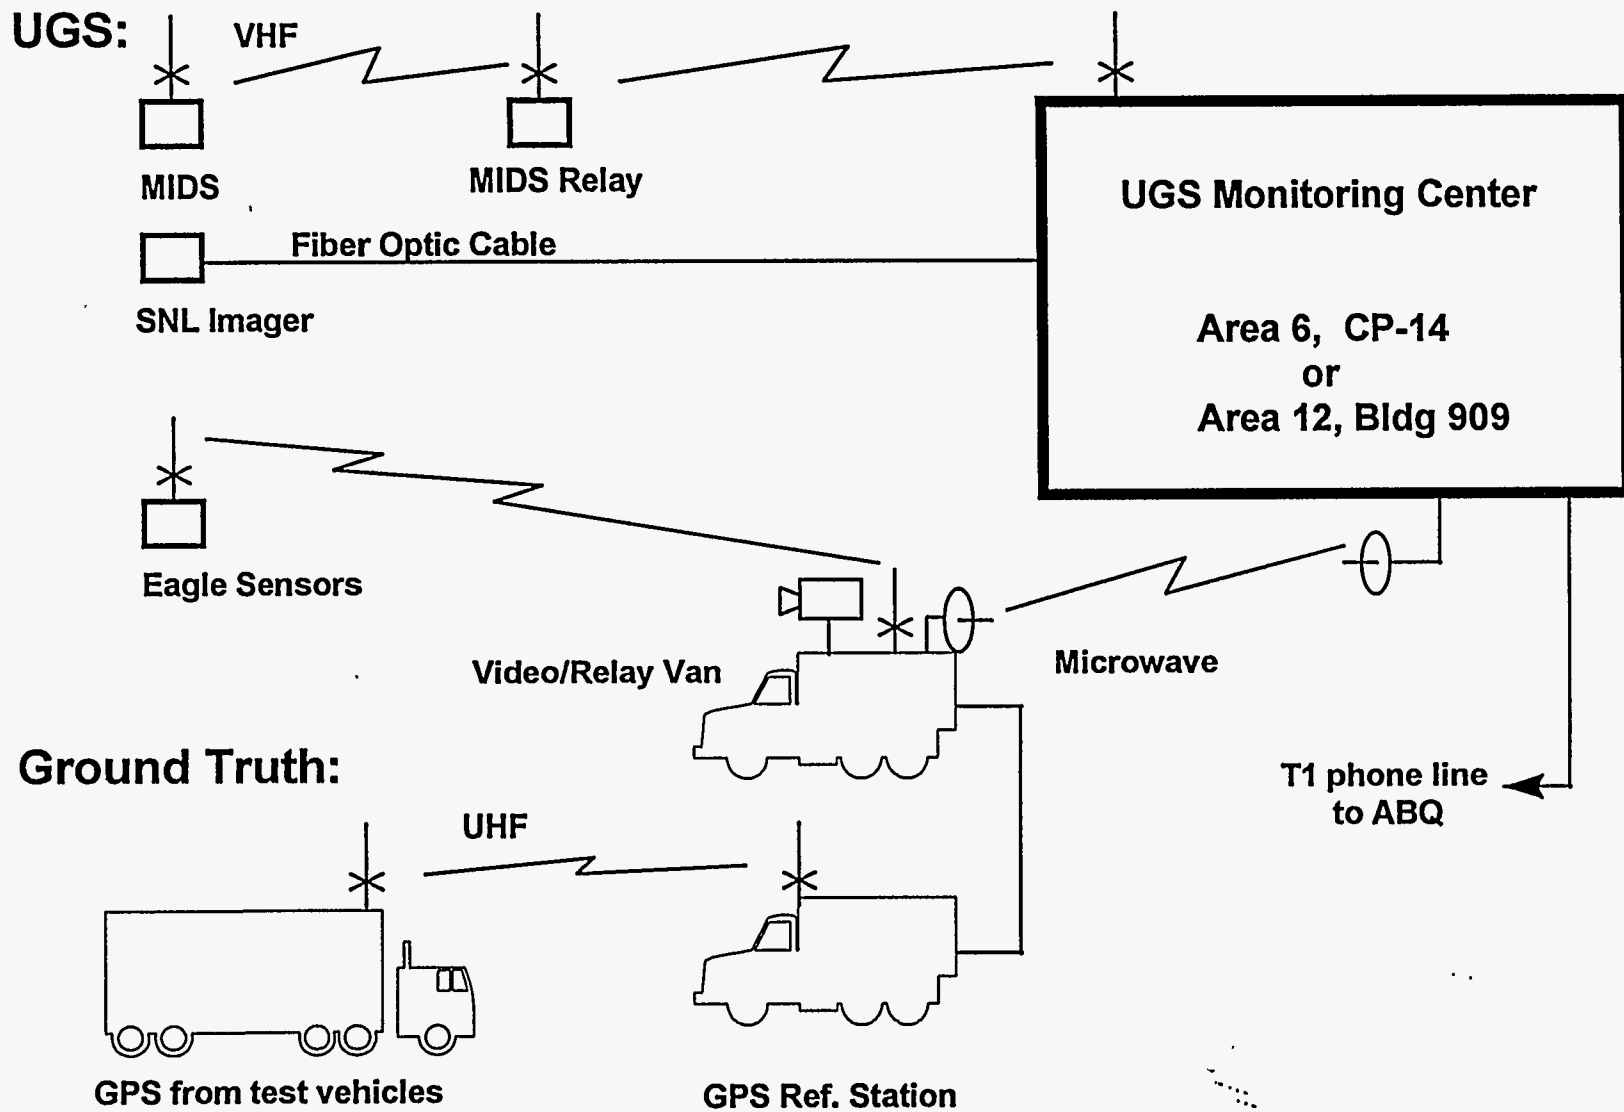 UGS:
VHF
MIDS
MIDS Relay
UGS Monitoring Center
Fiber Optic Cable
SNL Imager
Area 6, CP-14
or
Area 12, Bldg 909
Eagle Sensors
Video/Relay Van
Microwave
Ground Truth:
T1 phone line
to ABQ
UHF
GPS from test vehicles
GPS Ref. Station